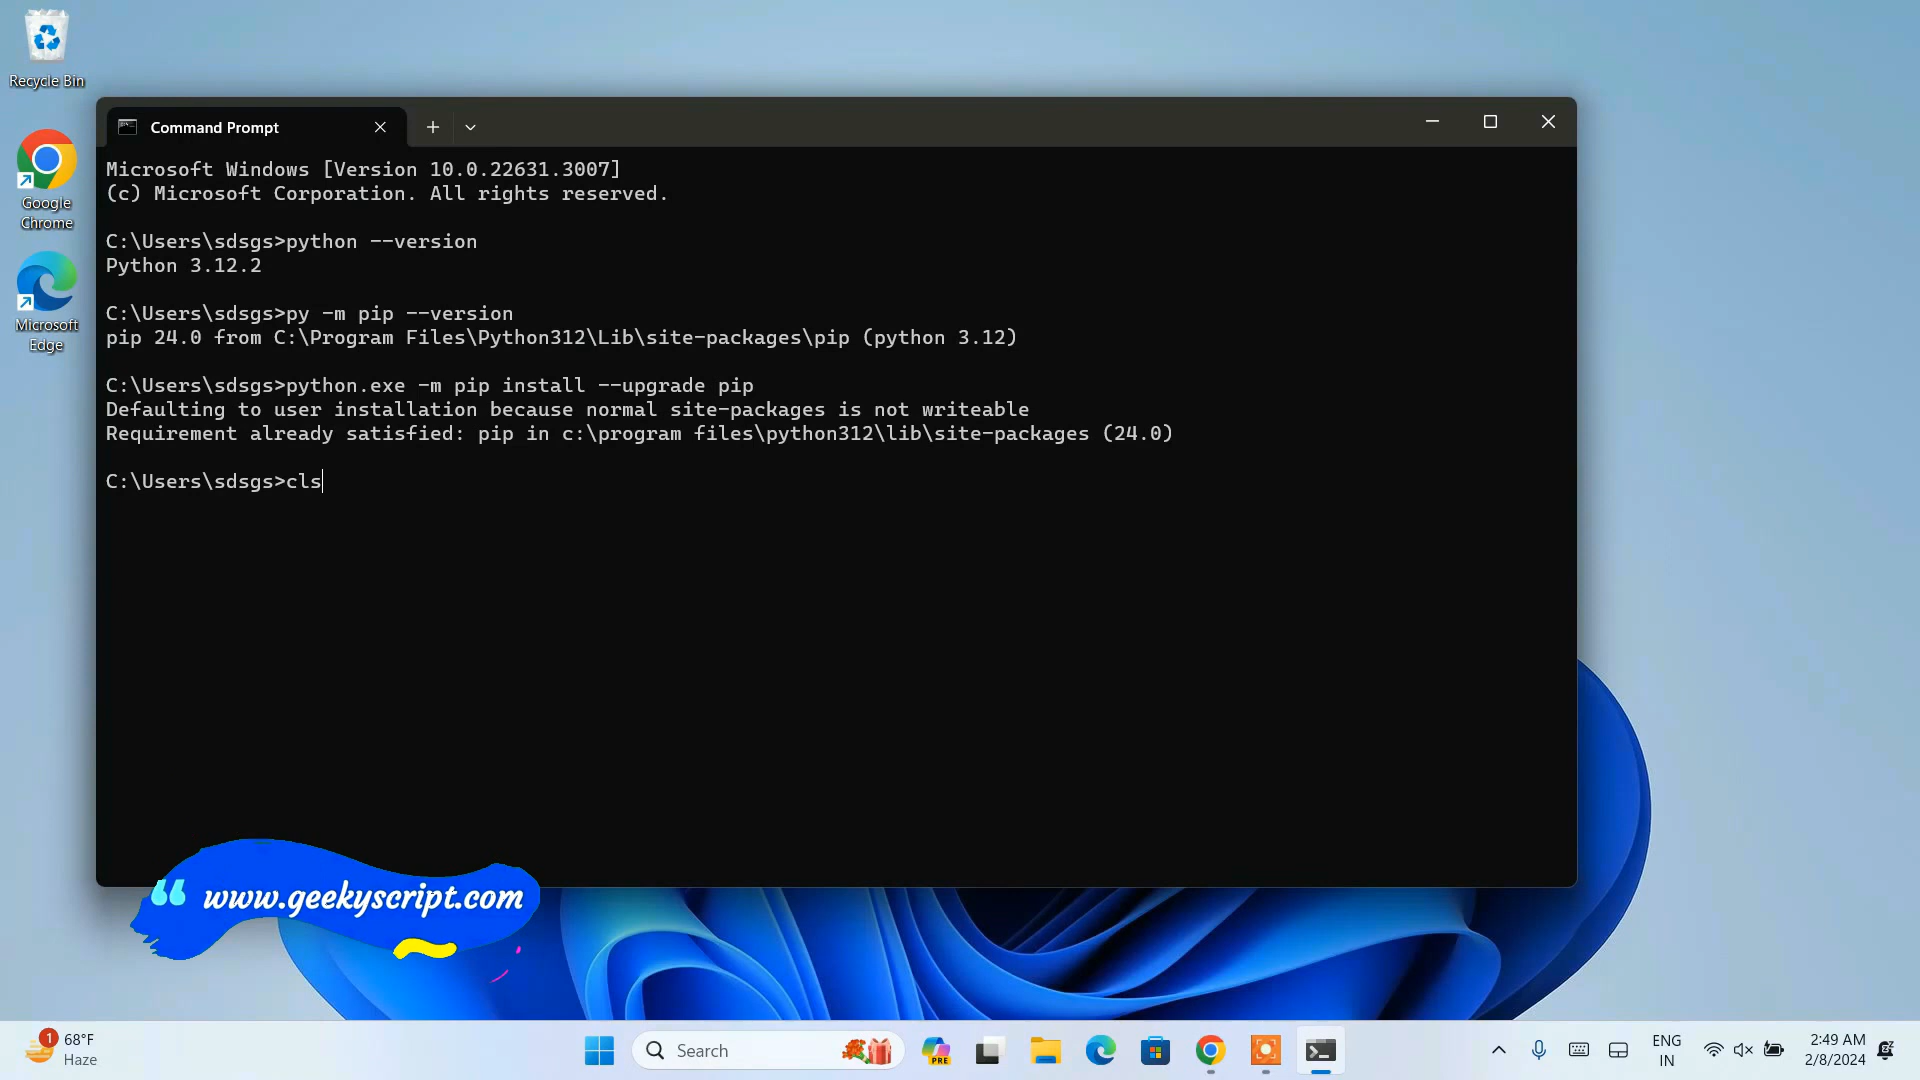 Recycle Bin
Google
Chrome
Microsoft
Edge
Command Prompt
Microsoft Windows [Version 10.0.22631.3007]
(c) Microsoft Corporation. All rights reserved.
C:\Users\sdsgs>python --version
Python 3.12.2
C:\Users\sdsgs>py -m pip --version
pip 24.0 from C:\Program Files\Python312\Lib\site-packages\pip (python 3.12)
C:\Users\sdsgs>python.exe -m pip install --upgrade pip
Defaulting to user installation because normal site-packages is not writeable
Requirement already satisfied: pip in c:\program files\python312\lib\site-packages (24.0)
C:\Users\sdsgs>cls
“ www.geekyscript.com
1
68°F
Haze
Search
PRE
ENG
IN
2:49 AM
2/8/2024